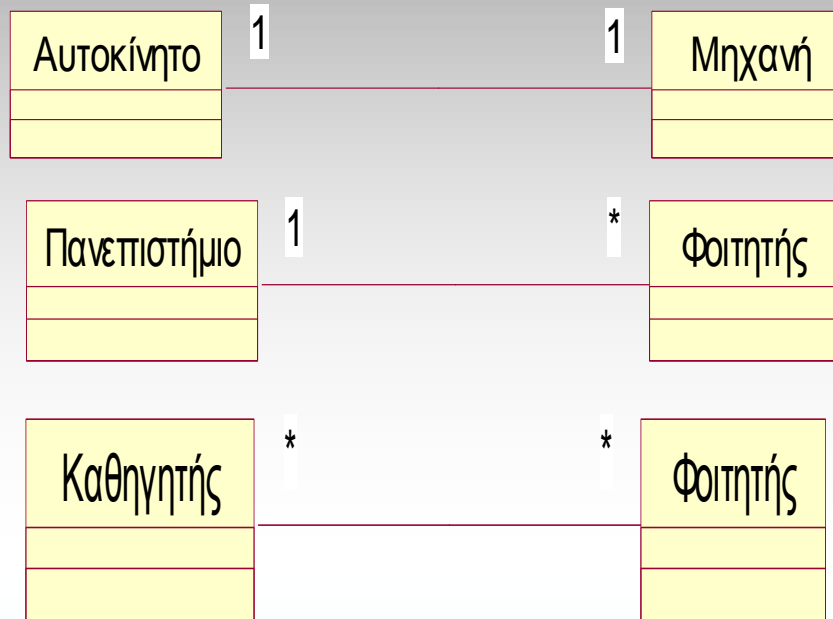 Αυτοκίνητο 1 1 Μηχανή
Πανεπιστήμιο 1 * Φοιτητής
Καθηγητής * * Φοιτητής